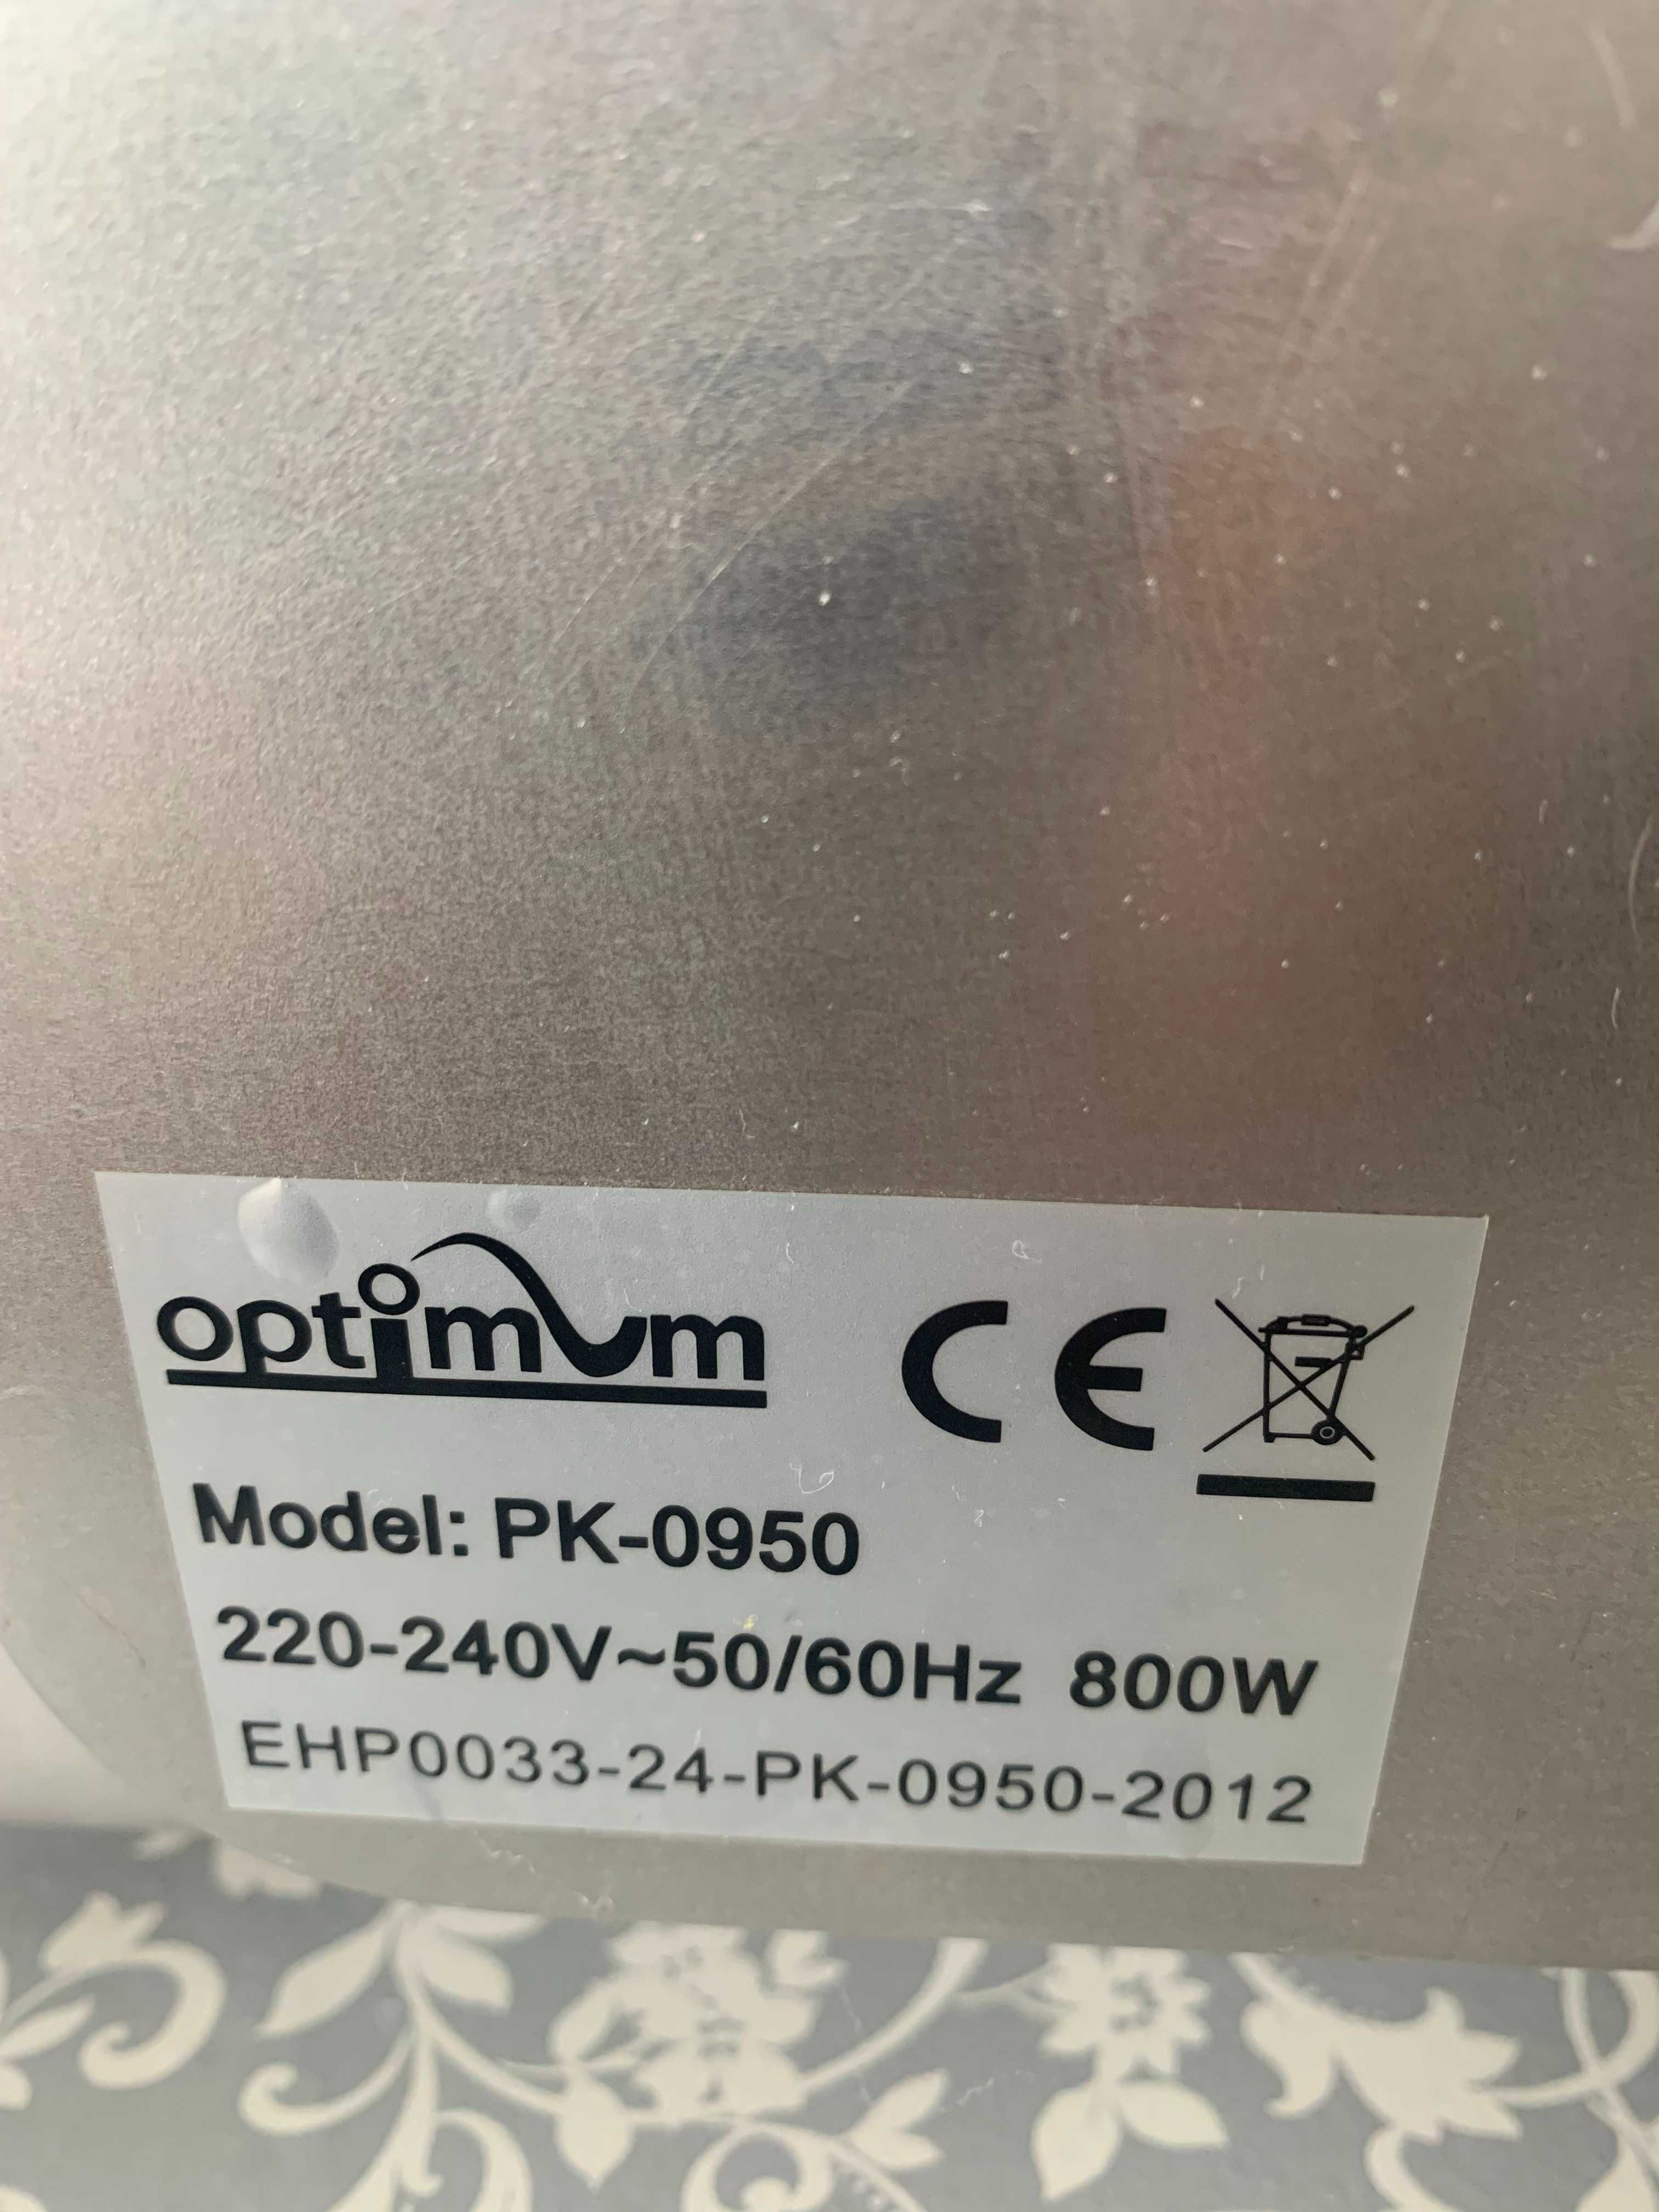 optimum CE
Model: PK-0950
220-240V~50/60Hz 800W
EHP0033-24-PK-0950-2012